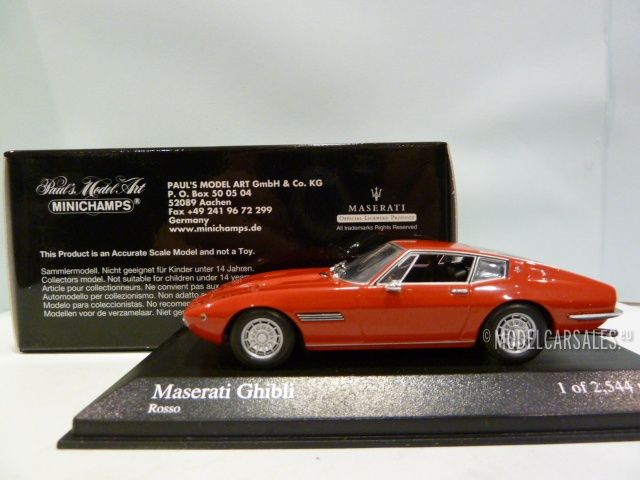 Paul's Model Art
MINICHAMPS®
PAUL'S MODEL ART GmbH & Co. KG
P. O. Box 50 05 04
52089 Aachen
Germany
Fax +49 241 96 72 299
www.minichamps.de
MASERATI
OFFICIAL LICENSED PRODUCT
All trademarks Rights Reserved
This Product is an Accurate Scale Model and not a Toy.
Sammlermodell. Nicht geeignet für Kinder unter 14 Jahren.
Collectors model. Not suitable for children under 14 years
Article pour collectionneurs. Ne convient pas aux
Automodello per collezionismo. Non adatto
Modelo para coleccionistas. No recomen
Modellen voor de verzamelaar. Niet ges
MODELCARSALES.eu
Maserati Ghibli
Rosso
1 of 2,544